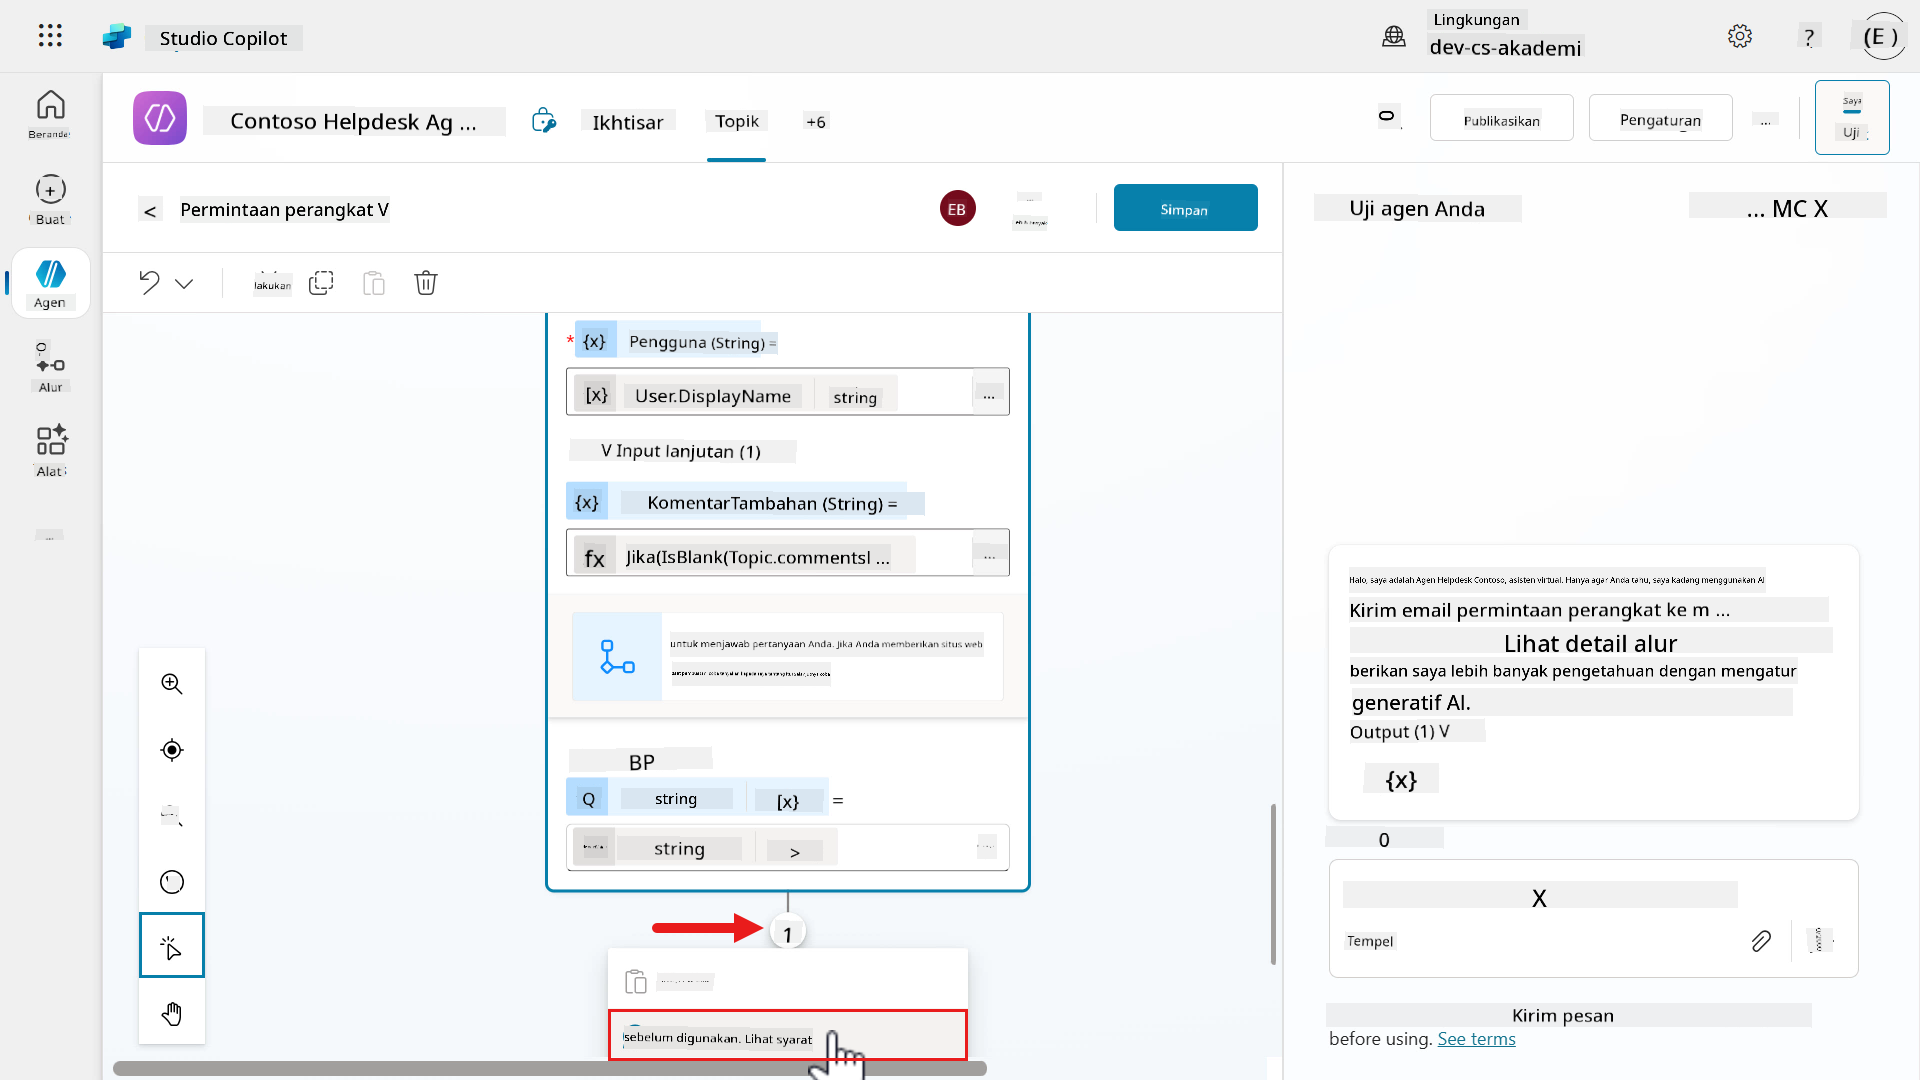 Studio Copilot
Lingkungan
dev-cs-akademi
?
(E )
Beranda
Contoso Helpdesk Ag ...
Ikhtisar
Topik
+6
Publikasikan
Pengaturan
...
Saya
Uji
Buat
<
Permintaan perangkat V
EB
Simpan
Uji agen Anda
... MC X
Agen
lakukan
* {x} Pengguna (String) =
Alur
[x} User.DisplayName string ...
V Input lanjutan (1)
Alat
{x} KomentarTambahan (String) =
fx Jika(IsBlank(Topic.commentsl ...
...
untuk menjawab pertanyaan Anda. Jika Anda memberikan situs web
BP
Q string [x} =
string >
1
sebelum digunakan. Lihat syarat
Halo, saya adalah Agen Helpdesk Contoso, asisten virtual. Hanya agar Anda tahu, saya kadang menggunakan AI
Kirim email permintaan perangkat ke m ...
Lihat detail alur
berikan saya lebih banyak pengetahuan dengan mengatur
generatif AI.
Output (1) V
{x}
0
X
Tempel
Kirim pesan
before using. See terms